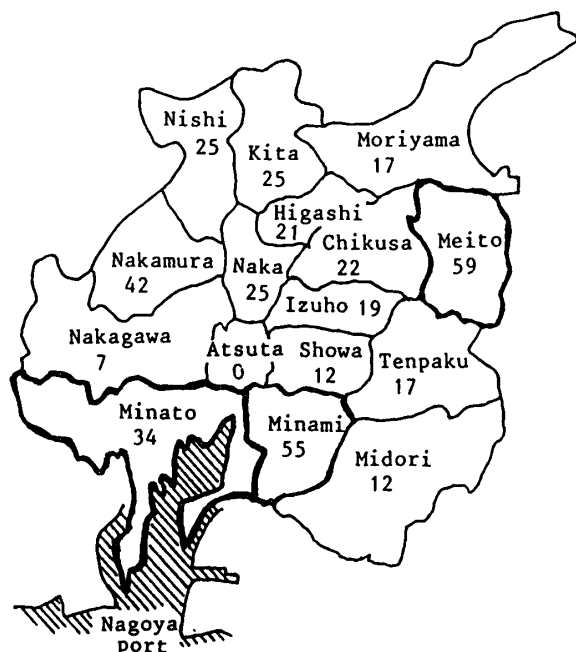 Nishi
25
Kita
25
Moriyama
17
Higashi
21
Chikusa
22
Meito
59
Nakamura
42
Naka
25
Izuho 19
Nakagawa
7
Atsuta
0
Showa
12
Tenpaku
17
Minato
34
Minami
55
Midori
12
Nagoya
port